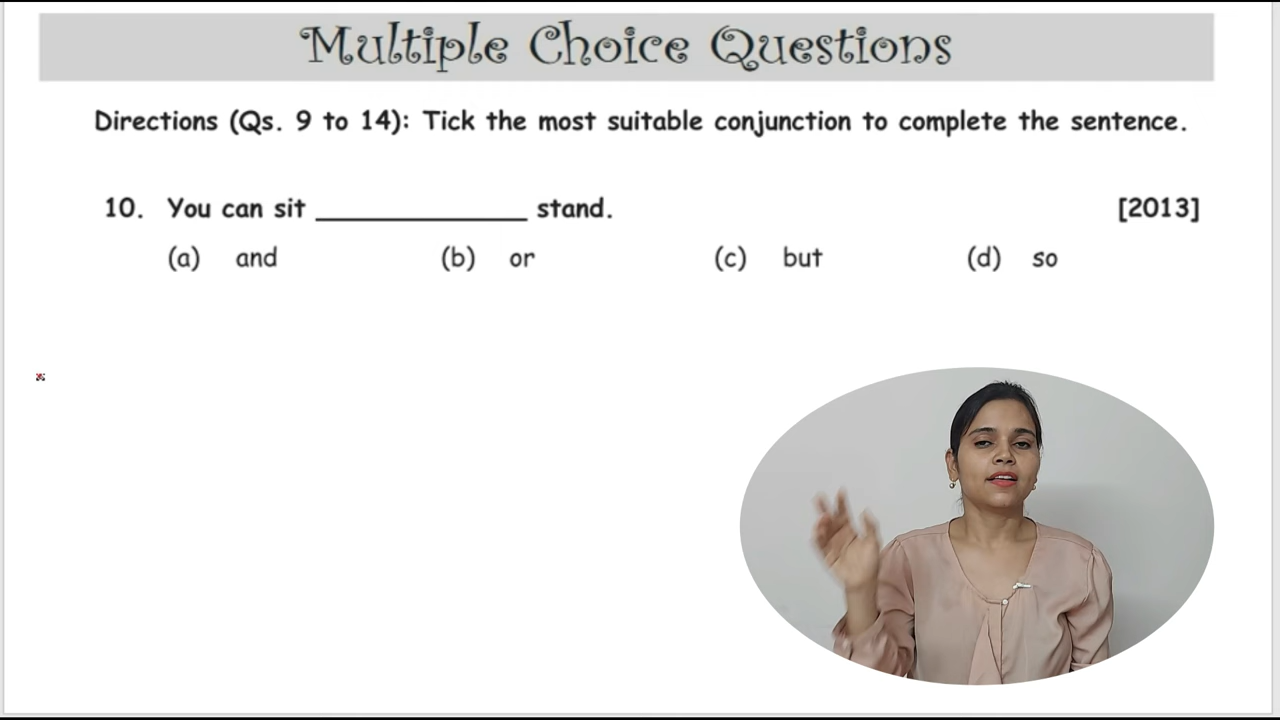 Multiple Choice Questions
Directions (Qs. 9 to 14): Tick the most suitable conjunction to complete the sentence.
10. You can sit ______________ stand. [2013]
(a) and (b) or (c) but (d) so